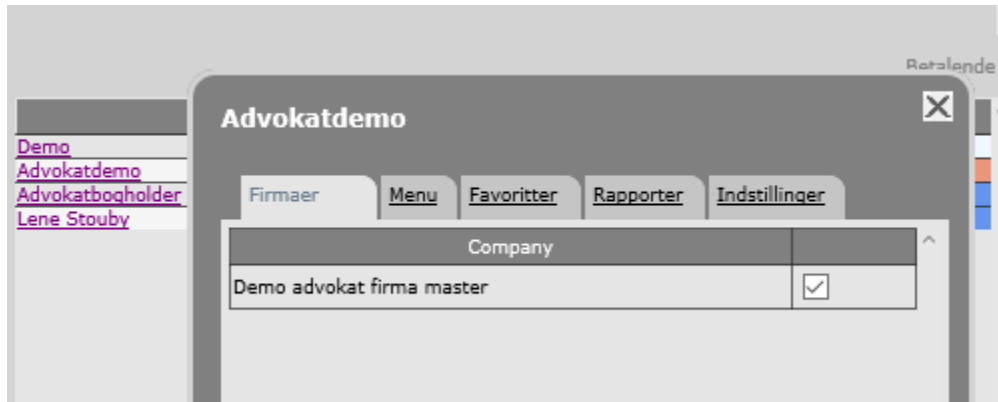 Betalende
Advokatdemo
Demo
Advokatdemo
Advokatbogholder
Lene Stouby
Firmaer Menu Favoritter Rapporter Indstillinger
Company
Demo advokat firma master